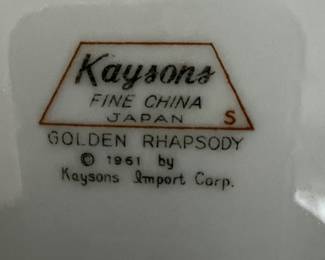 Kaysons
FINE CHINA
JAPAN S
GOLDEN RHAPSODY
© 1961 by
Kaysons Import Corp.